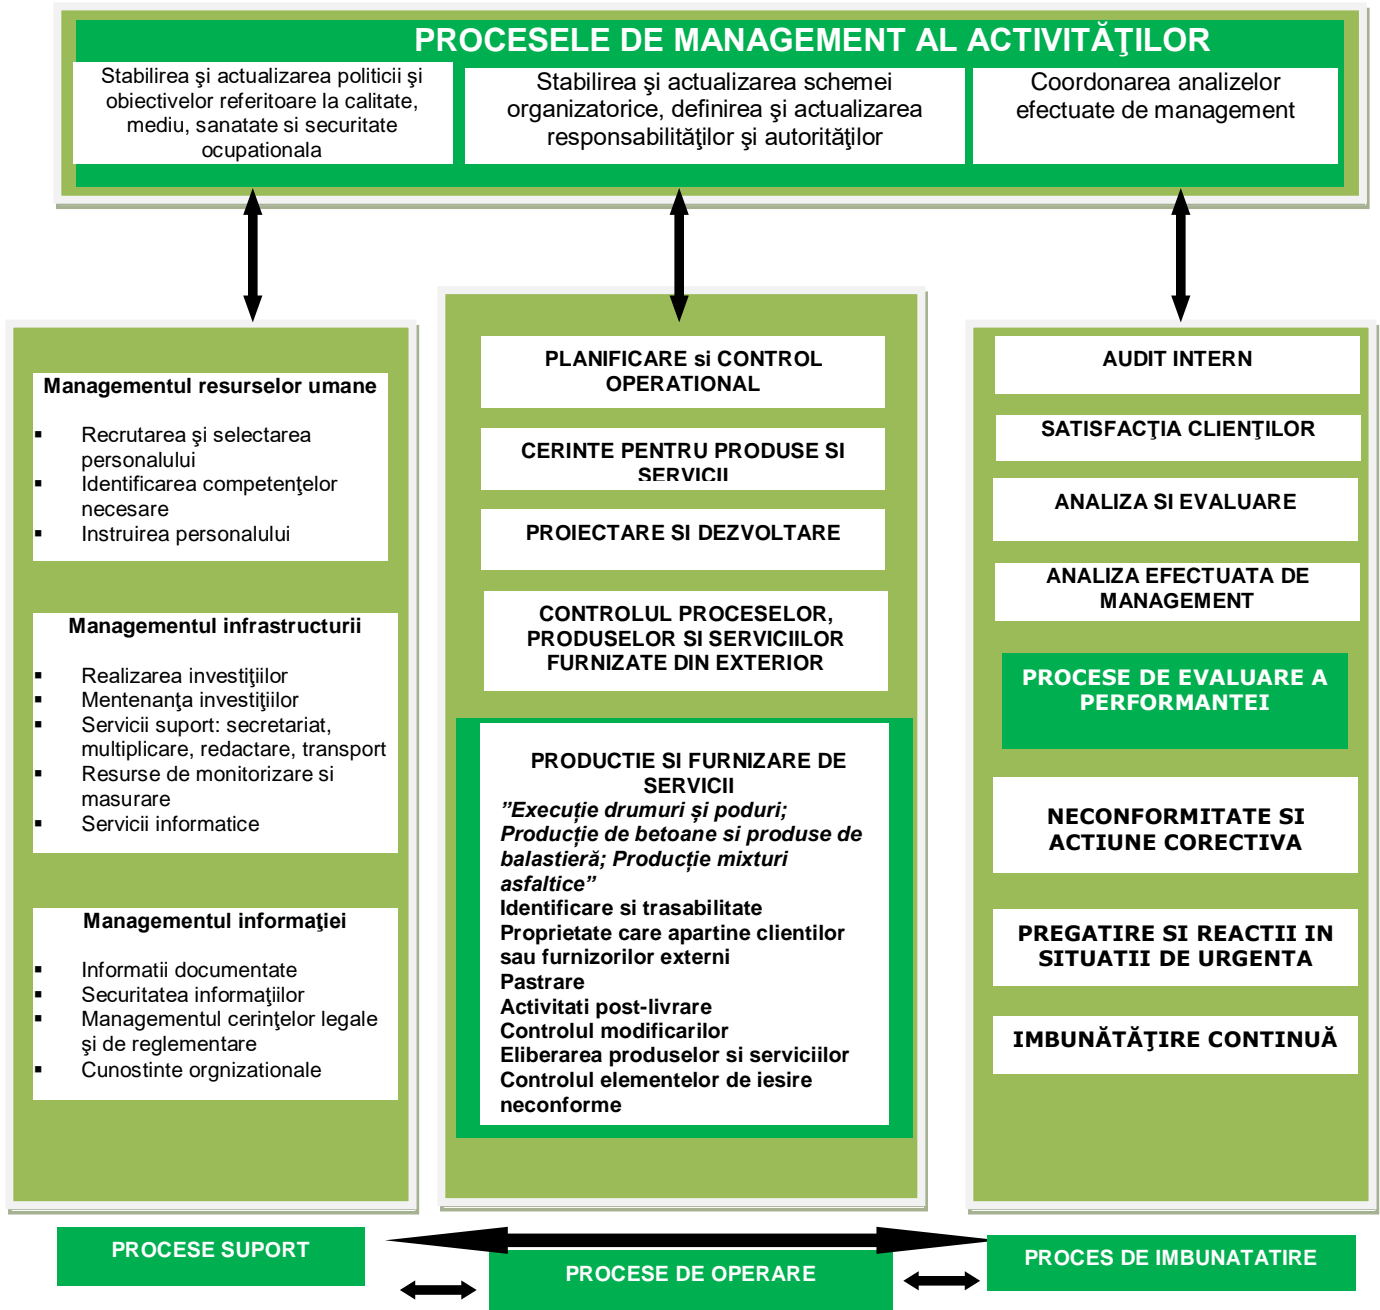 PROCESELE DE MANAGEMENT AL ACTIVITĂŢILOR
Stabilirea şi actualizarea politicii şi
obiectivelor referitoare la calitate,
mediu, sanatate si securitate
ocupationala
Stabilirea şi actualizarea schemei
organizatorice, definirea şi actualizarea
responsabilităţilor şi autorităţilor
Coordonarea analizelor
efectuate de management
Managementul resurselor umane
▪ Recrutarea şi selectarea
personalului
▪ Identificarea competenţelor
necesare
▪ Instruirea personalului
Managementul infrastructurii
▪ Realizarea investiţiilor
▪ Mentenanţa investiţiilor
▪ Servicii suport: secretariat,
multiplicare, redactare, transport
▪ Resurse de monitorizare si
masurare
▪ Servicii informatice
Managementul informaţiei
▪ Informatii documentate
▪ Securitatea informaţiilor
▪ Managementul cerinţelor legale
şi de reglementare
▪ Cunostinte orgnizationale
PLANIFICARE si CONTROL
OPERATIONAL
CERINTE PENTRU PRODUSE SI
SERVICII
PROIECTARE SI DEZVOLTARE
CONTROLUL PROCESELOR,
PRODUSELOR SI SERVICIILOR
FURNIZATE DIN EXTERIOR
PRODUCTIE SI FURNIZARE DE
SERVICII
”Execuție drumuri și poduri;
Producție de betoane si produse de
balastieră; Producție mixturi
asfaltice”
Identificare si trasabilitate
Proprietate care apartine clientilor
sau furnizorilor externi
Pastrare
Activitati post-livrare
Controlul modificarilor
Eliberarea produselor si serviciilor
Controlul elementelor de iesire
neconforme
AUDIT INTERN
SATISFACŢIA CLIENŢILOR
ANALIZA SI EVALUARE
ANALIZA EFECTUATA DE
MANAGEMENT
PROCESE DE EVALUARE A
PERFORMANTEI
NECONFORMITATE SI
ACTIUNE CORECTIVA
PREGATIRE SI REACTII IN
SITUATII DE URGENTA
IMBUNĂTĂŢIRE CONTINUĂ
PROCESE SUPORT
PROCESE DE OPERARE
PROCES DE IMBUNATATIRE